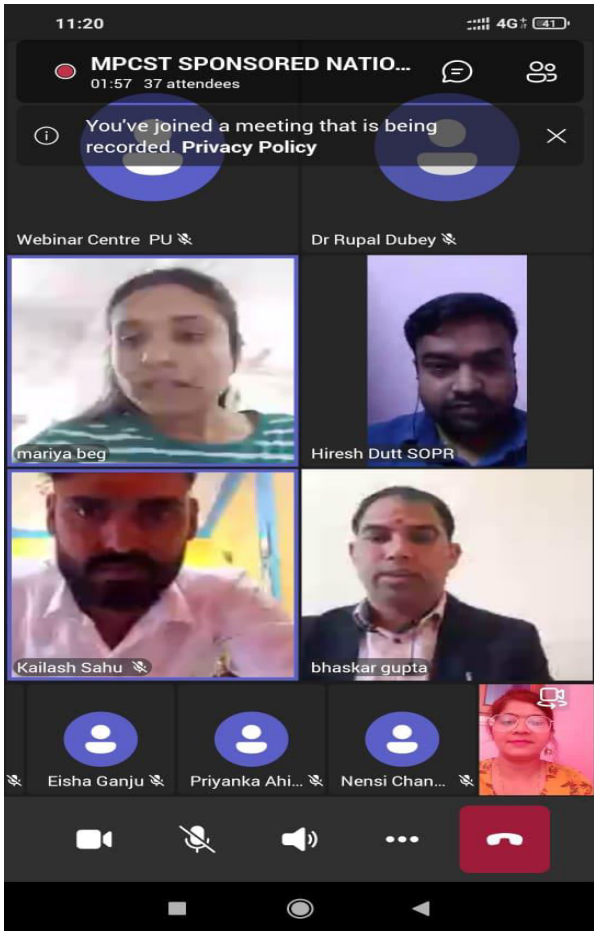 11:20
4G+ 41
MPCST SPONSORED NATIO...
01:57 37 attendees
You've joined a meeting that is being
recorded. Privacy Policy
Webinar Centre PU
Dr Rupal Dubey
mariya beg
Hiresh Dutt SOPR
Kailash Sahu
bhaskar gupta
Eisha Ganju
Priyanka Ahi...
Nensi Chan...